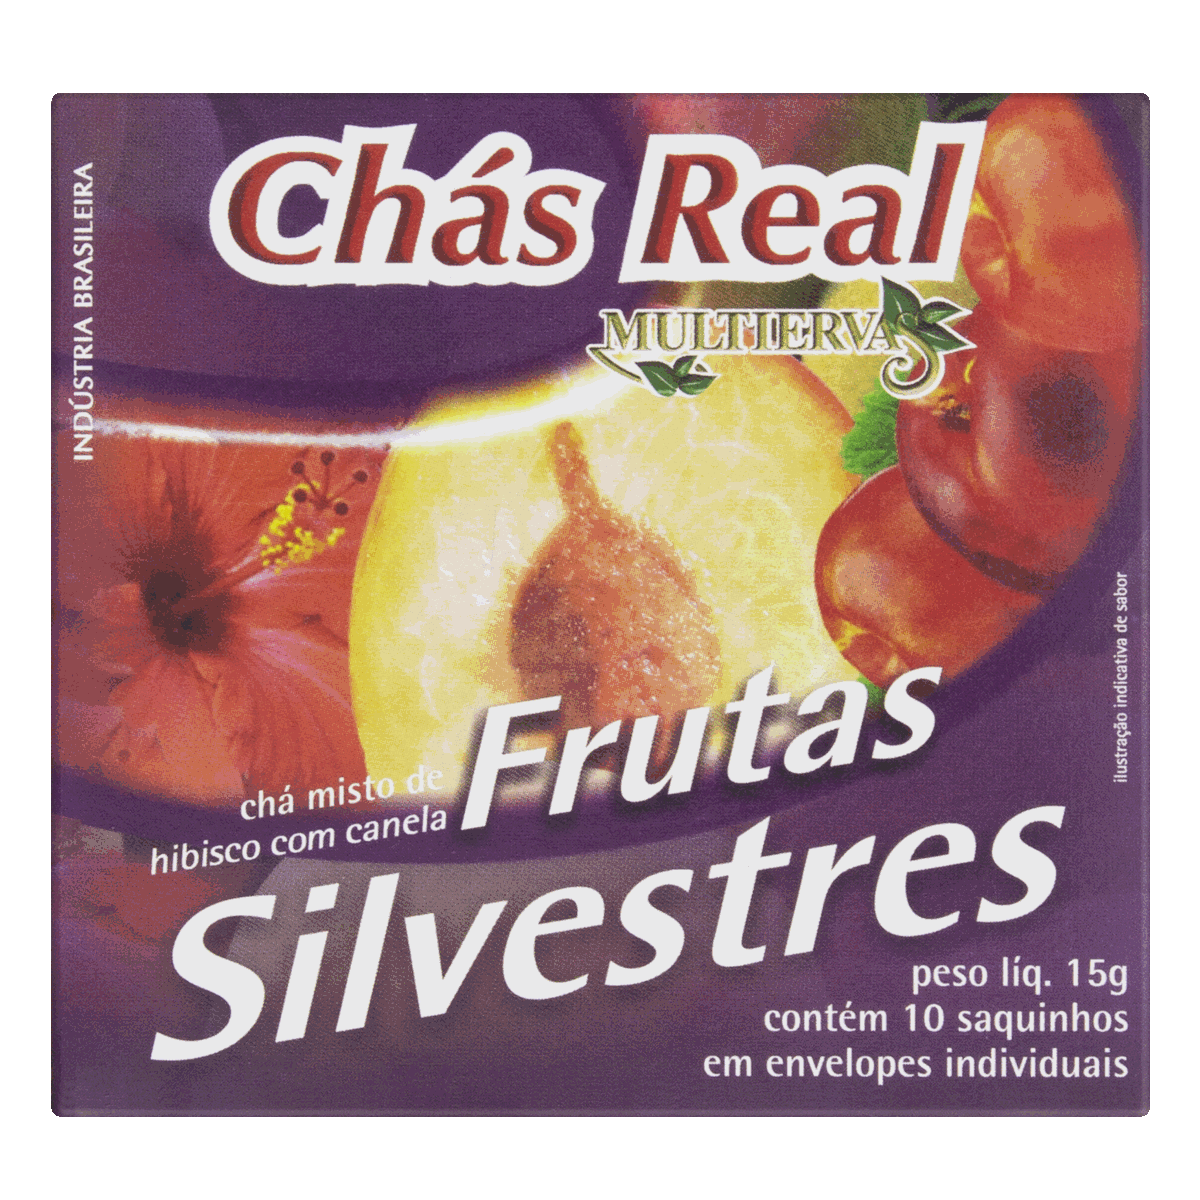 Chás Real
MULTIERVAS
INDÚSTRIA BRASILEIRA
ilustração indicativa de sabor
chá misto de
hibisco com canela
Frutas
Silvestres
peso líq. 15g
contém 10 saquinhos
em envelopes individuais